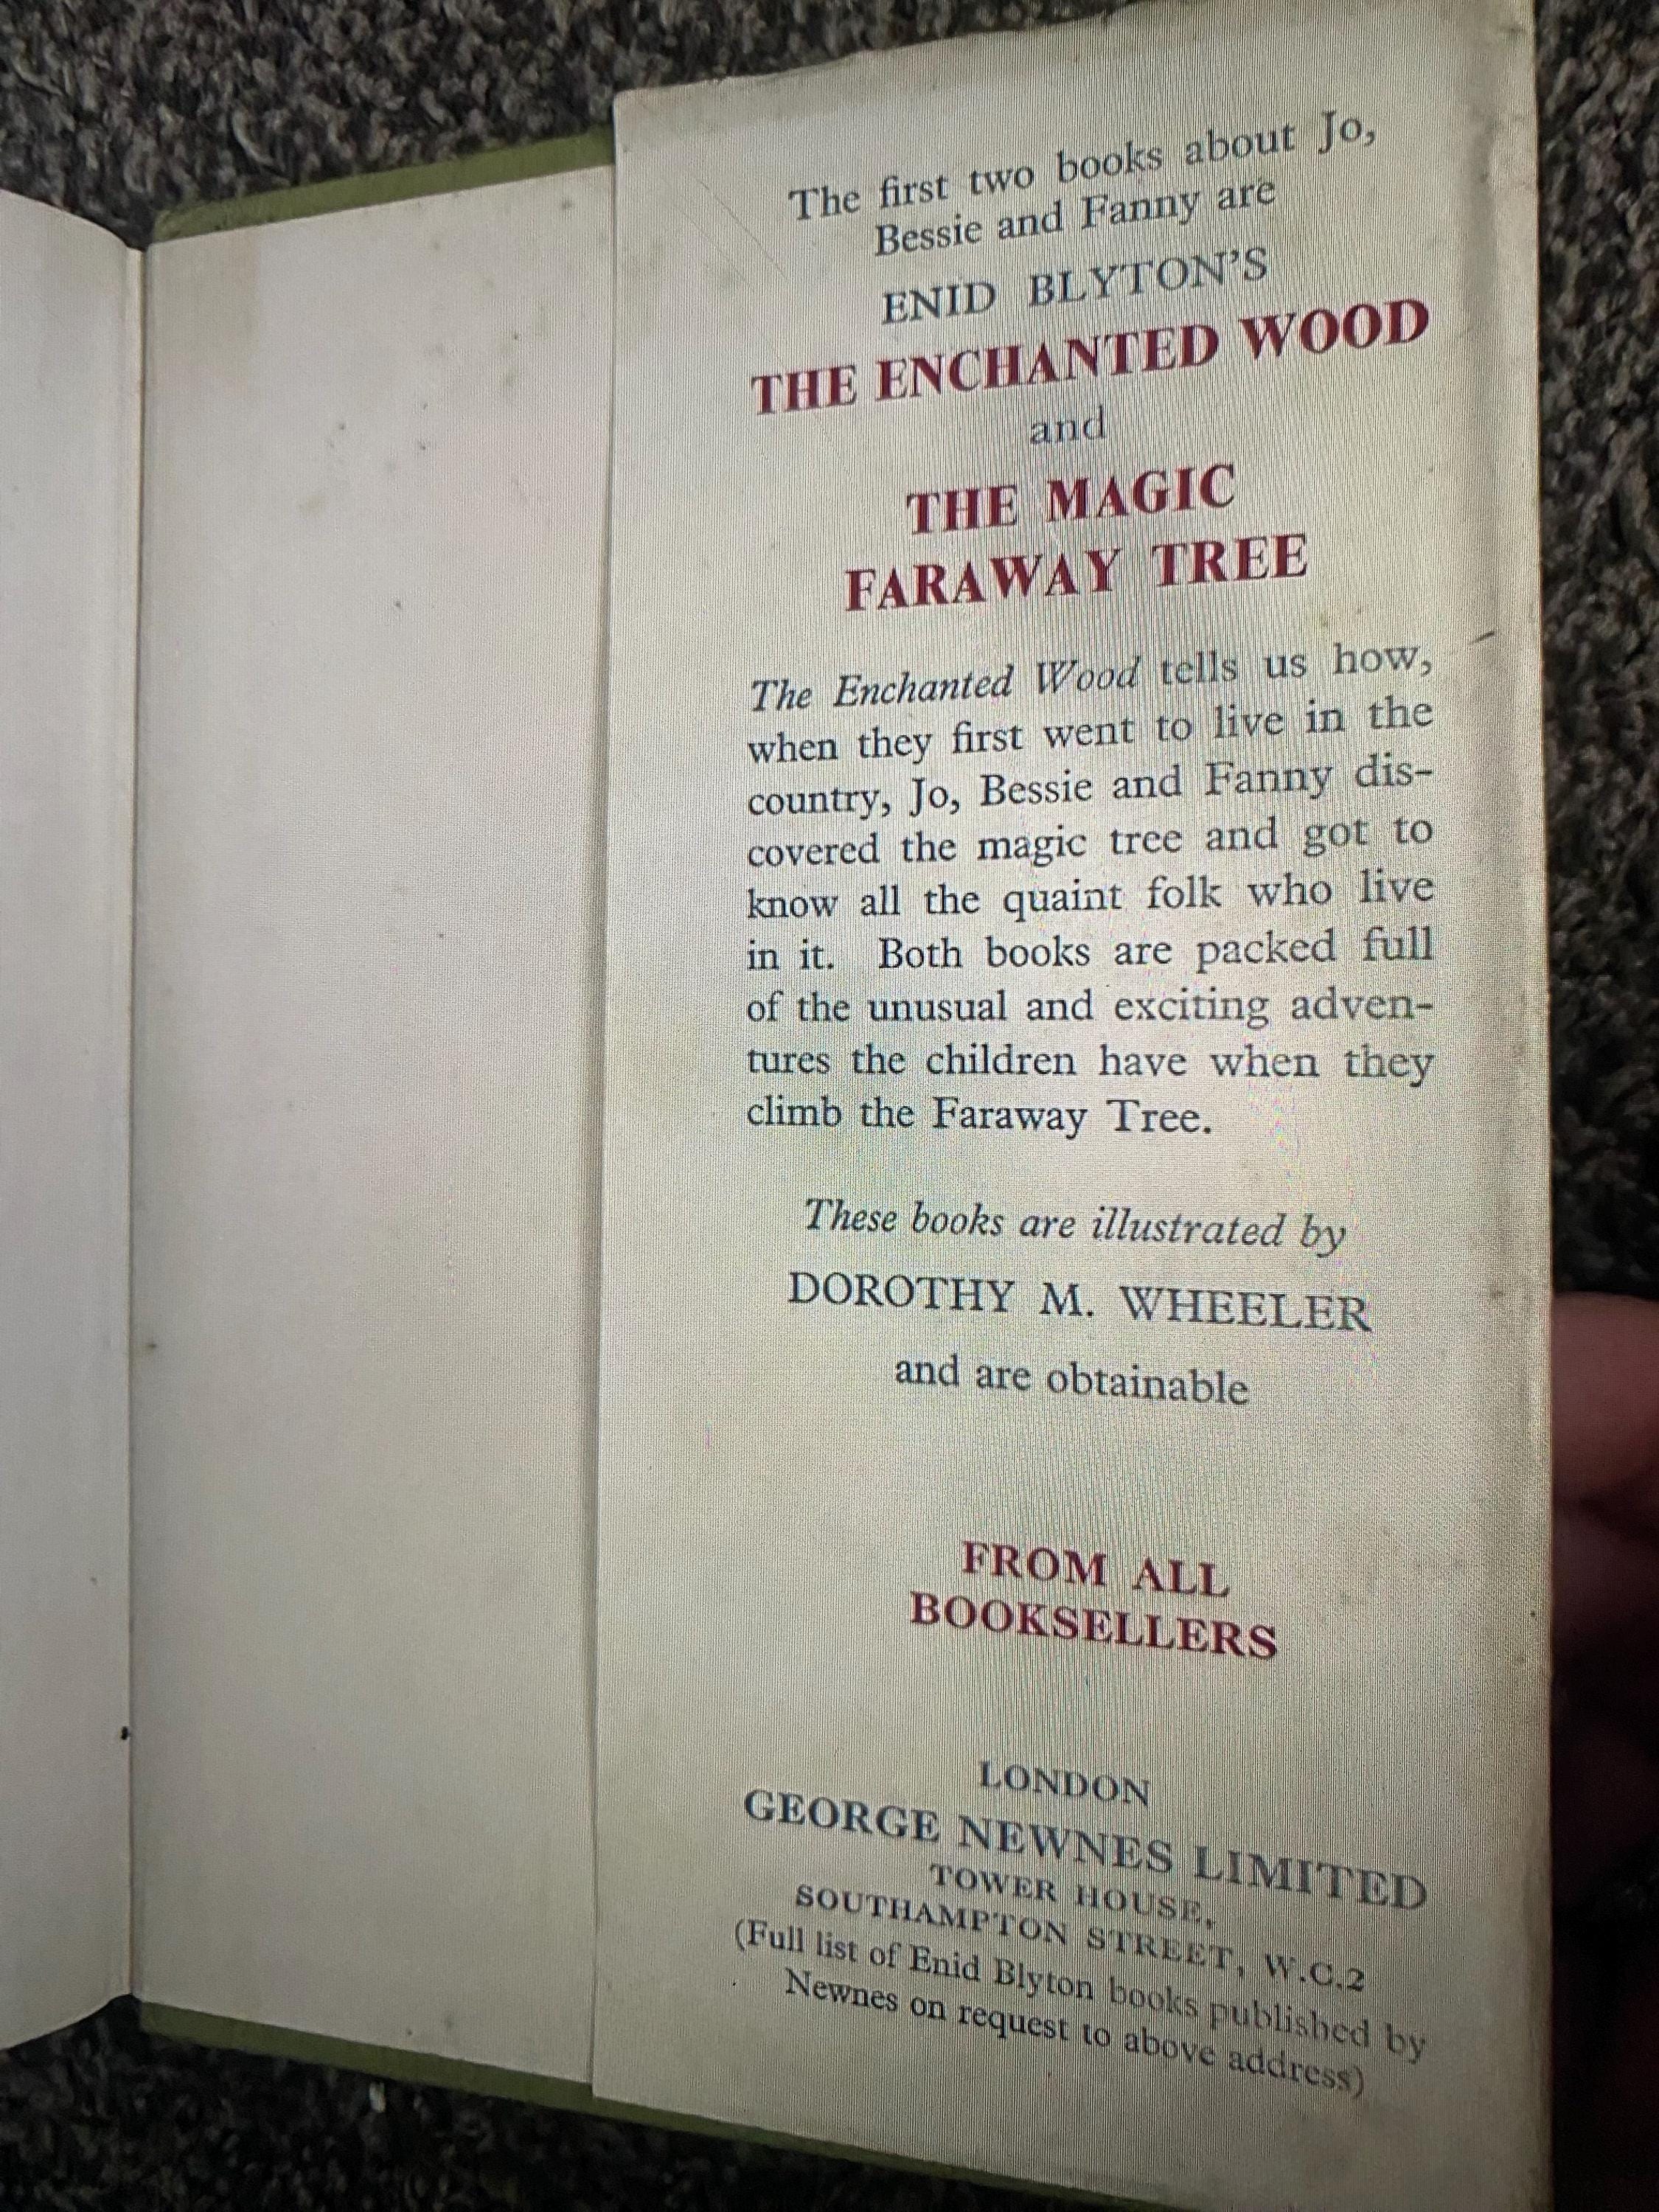 The first two books about Jo,
Bessie and Fanny are
ENID BLYTON'S
THE ENCHANTED WOOD
and
THE MAGIC
FARAWAY TREE
The Enchanted Wood tells us how,
when they first went to live in the
country, Jo, Bessie and Fanny dis-
covered the magic tree and got to
know all the quaint folk who live
in it. Both books are packed full
of the unusual and exciting adven-
tures the children have when they
climb the Faraway Tree.
These books are illustrated by
DOROTHY M. WHEELER
and are obtainable
FROM ALL
BOOKSELLERS
LONDON
GEORGE NEWNES LIMITED
TOWER HOUSE,
SOUTHAMPTON STREET, W.C.2
(Full list of Enid Blyton books published by
Newnes on request to above address)